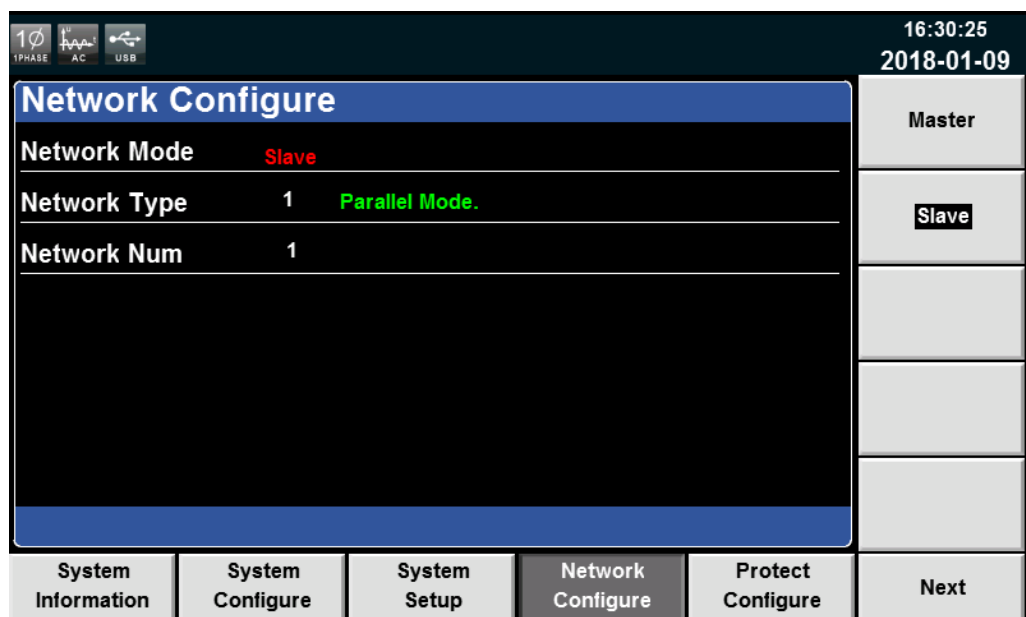 1Ø
1PHASE
U t
AC
USB
16:30:25
2018-01-09
Network Configure
Network Mode Slave
Network Type 1 Parallel Mode.
Network Num 1
Master
Slave
System Information
System Configure
System Setup
Network Configure
Protect Configure
Next